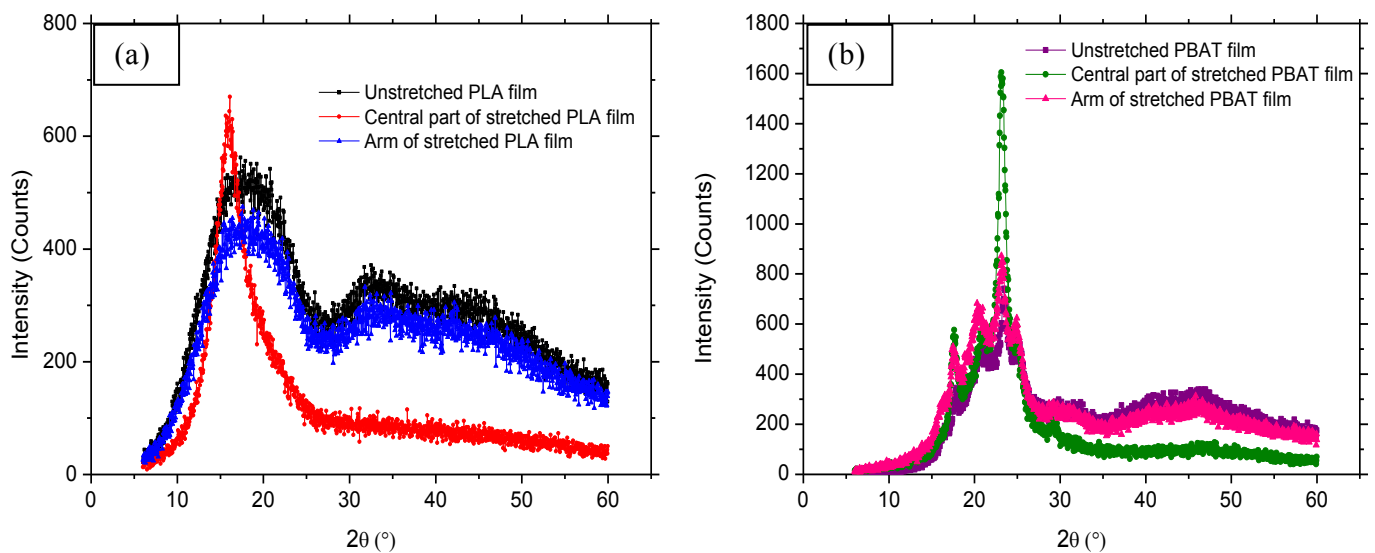 (a)
Unstretched PLA film
Central part of stretched PLA film
Arm of stretched PLA film
Intensity (Counts)
800
600
400
200
0
0 10 20 30 40 50 60
2θ (°)
(b)
Unstretched PBAT film
Central part of stretched PBAT film
Arm of stretched PBAT film
Intensity (Counts)
1800
1600
1400
1200
1000
800
600
400
200
0
0 10 20 30 40 50 60
2θ (°)